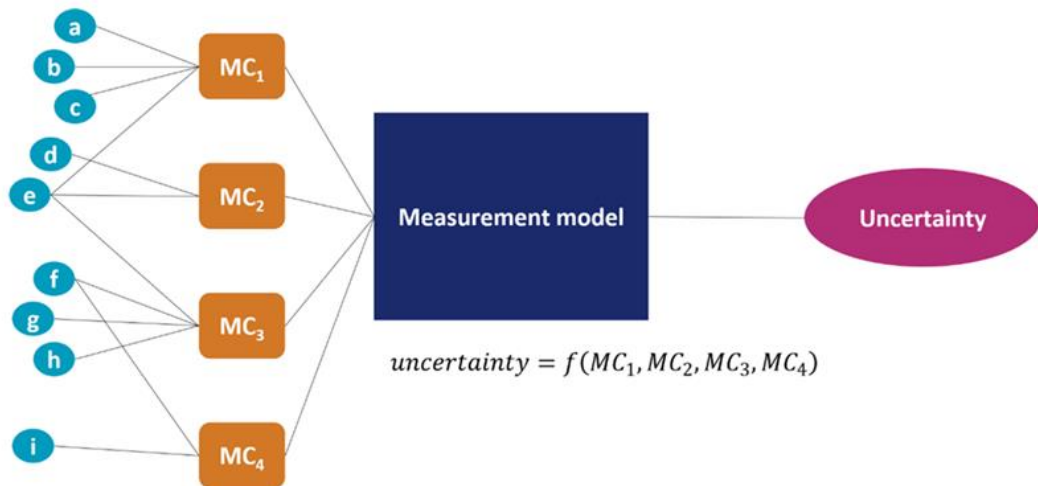 a
b
c
d
e
f
g
h
i
MC₁
MC₂
MC₃
MC₄
Measurement model
uncertainty = f(MC₁, MC₂, MC₃, MC₄)
Uncertainty